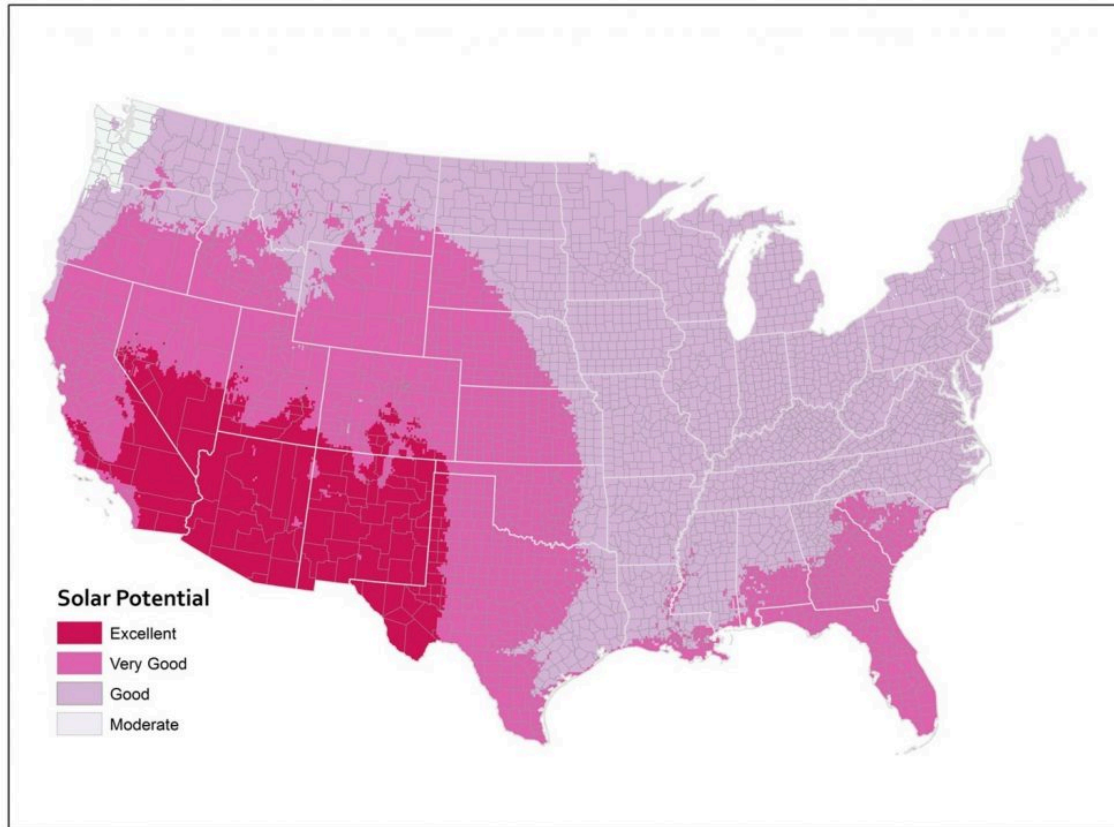 Solar Potential
Excellent
Very Good
Good
Moderate